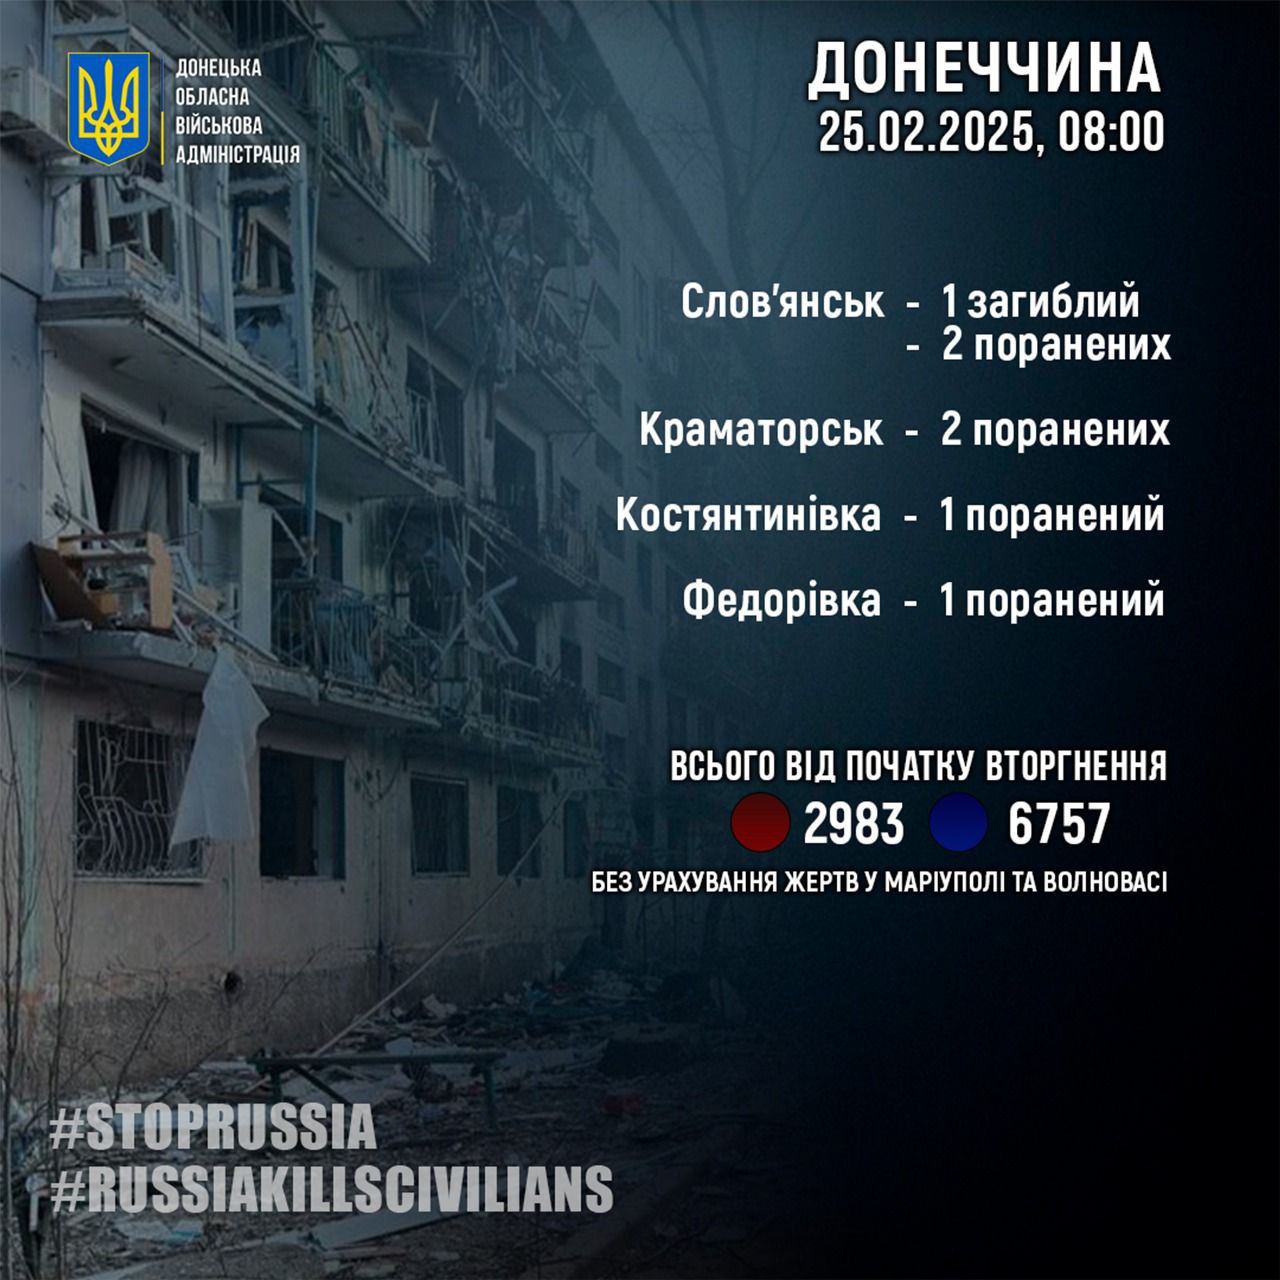 ДОНЕЦЬКА
ОБЛАСНА
ВІЙСЬКОВА
АДМІНІСТРАЦІЯ
ДОНЕЧЧИНА
25.02.2025, 08:00
Слов'янськ - 1 загиблий
- 2 поранених
Краматорськ - 2 поранених
Костянтинівка - 1 поранений
Федорівка - 1 поранений
ВСЬОГО ВІД ПОЧАТКУ ВТОРГНЕННЯ
2983 6757
БЕЗ УРАХУВАННЯ ЖЕРТВ У МАРІУПОЛІ ТА ВОЛНОВАСІ
#STOPRUSSIA
#RUSSIAKILLSCIVILIANS